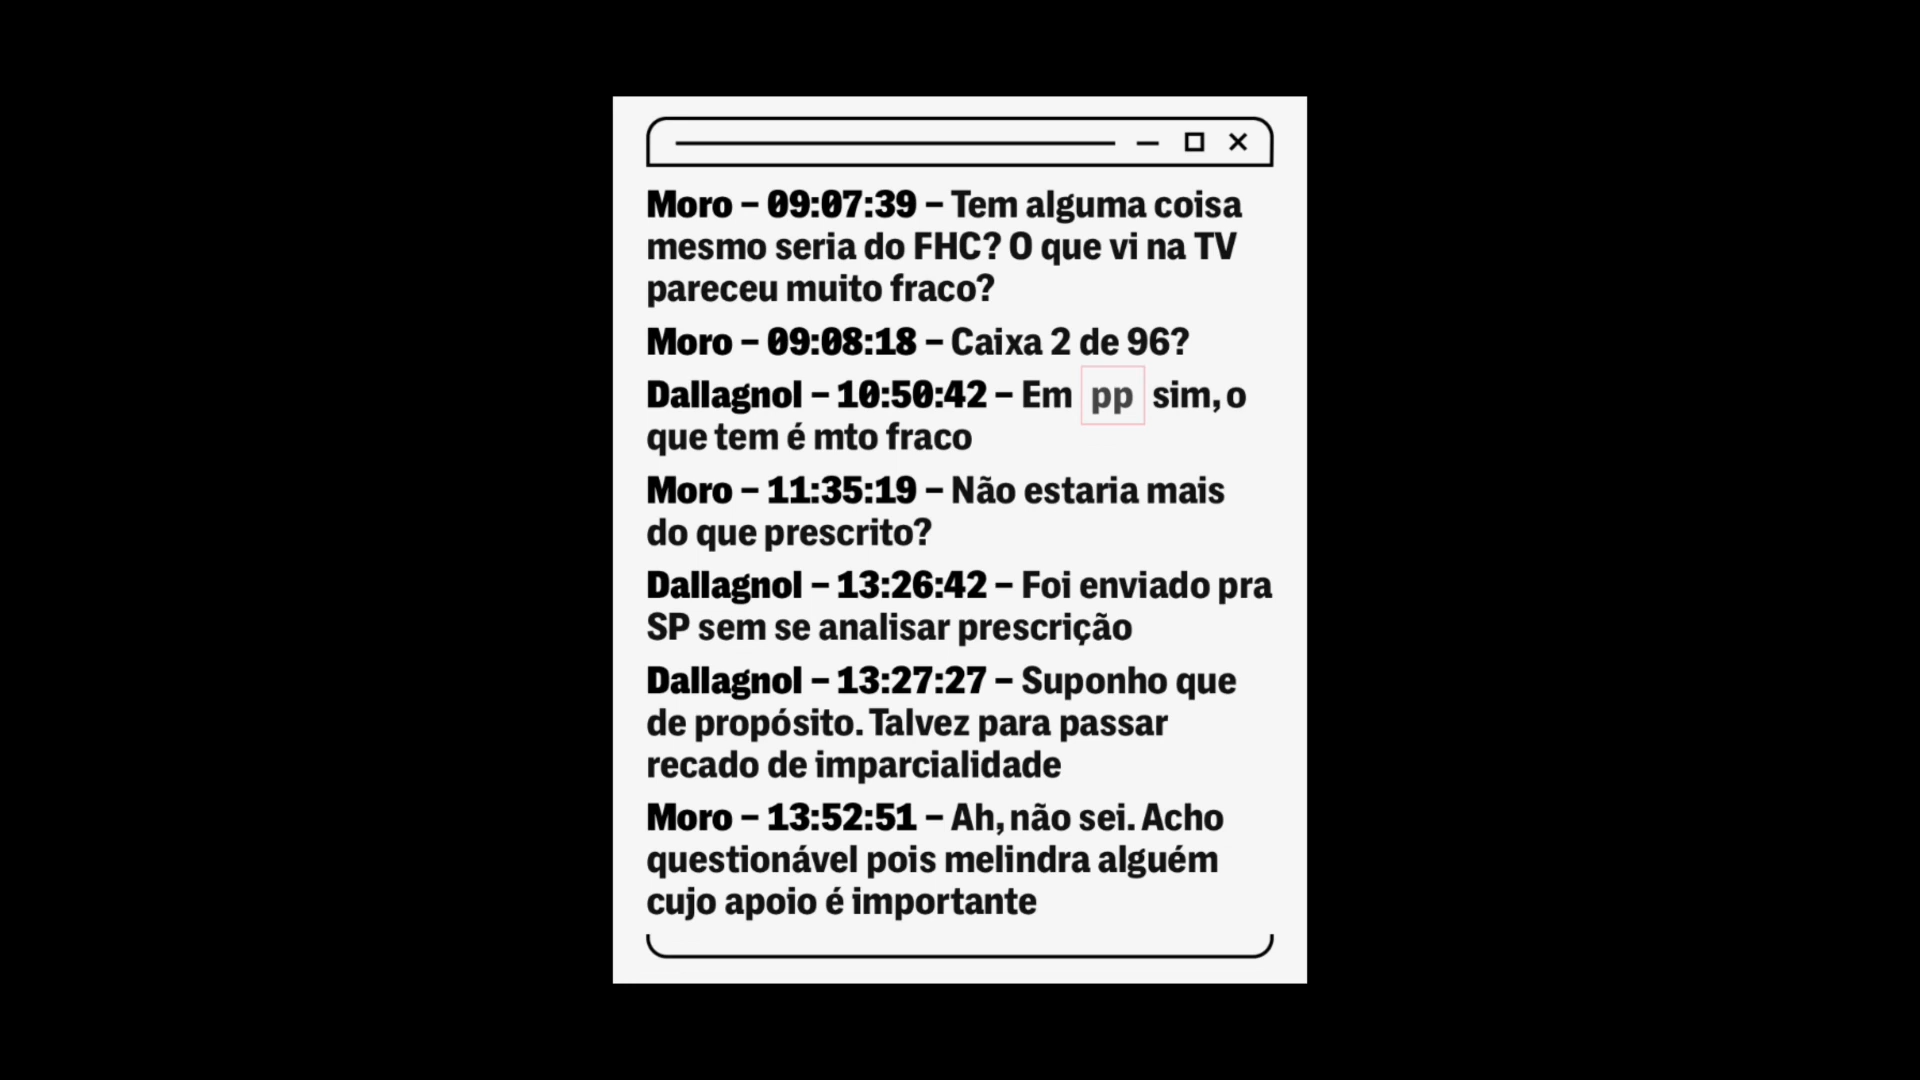 Moro – 09:07:39 – Tem alguma coisa
mesmo seria do FHC? O que vi na TV
pareceu muito fraco?
Moro – 09:08:18 – Caixa 2 de 96?
Dallagnol – 10:50:42 – Em pp sim, o
que tem é mto fraco
Moro – 11:35:19 – Não estaria mais
do que prescrito?
Dallagnol – 13:26:42 – Foi enviado pra
SP sem se analisar prescrição
Dallagnol – 13:27:27 – Suponho que
de propósito. Talvez para passar
recado de imparcialidade
Moro – 13:52:51 – Ah, não sei. Acho
questionável pois melindra alguém
cujo apoio é importante